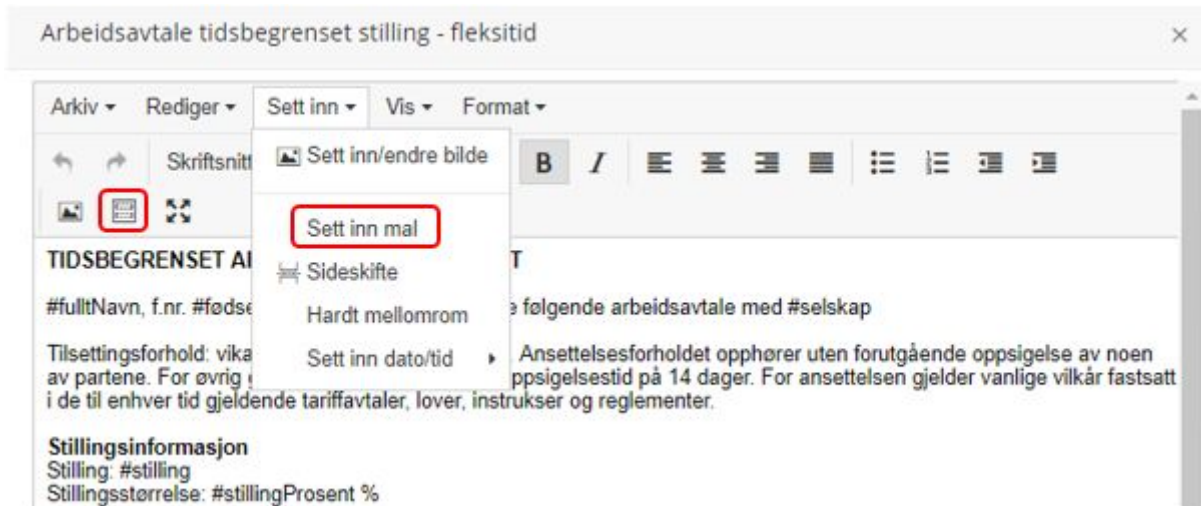 Arbeidsavtale tidsbegrenset stilling - fleksitid
Arkiv Rediger Sett inn Vis Format
Skriftsnitt
Sett inn/endre bilde
B I
Sett inn mal
Sideskifte
Hardt mellomrom
Sett inn dato/tid
TIDSBEGRENSET
#fulltNavn, f.nr. følgende arbeidsavtale med #selskap
Tilsettingsforhold: Ansettelsesforholdet opphører uten forutgående oppsigelse av noen
av partene. For øvrig ppsigelsestid på 14 dager. For ansettelsen gjelder vanlige vilkår fastsatt
i de til enhver tid gjeldende tariffavtaler, lover, instrukser og reglementer.
Stillingsinformasjon
Stilling: #stilling
Stillingsstørrelse: #stillingProsent %